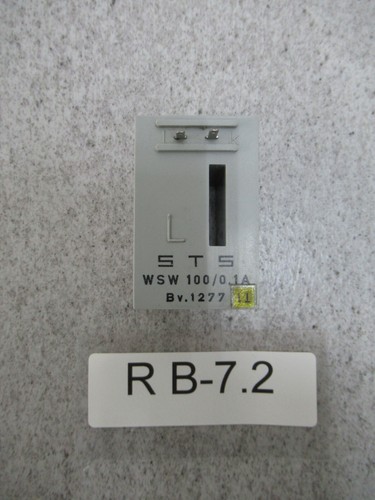 L
STS
WSW 100/0,1A
Bv.1277 11
R B-7.2